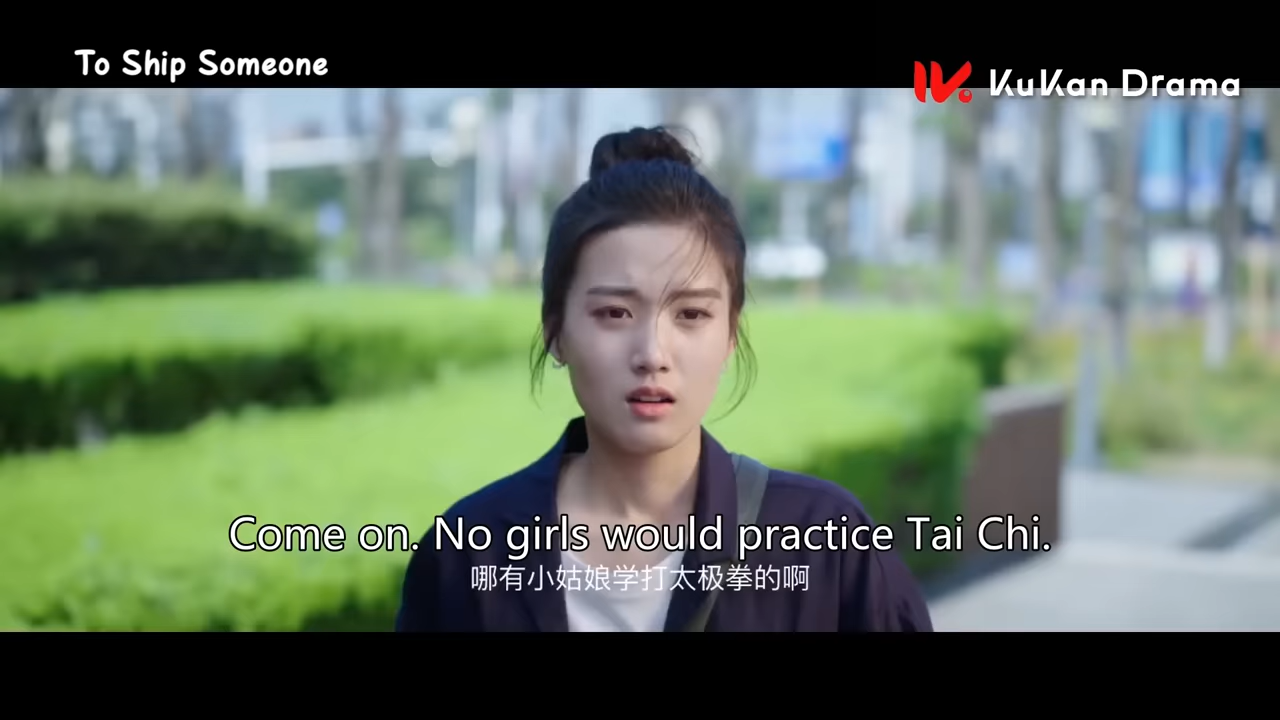 To Ship Someone
KuKan Drama
Come on. No girls would practice Tai Chi.
哪有小姑娘学打太极拳的啊